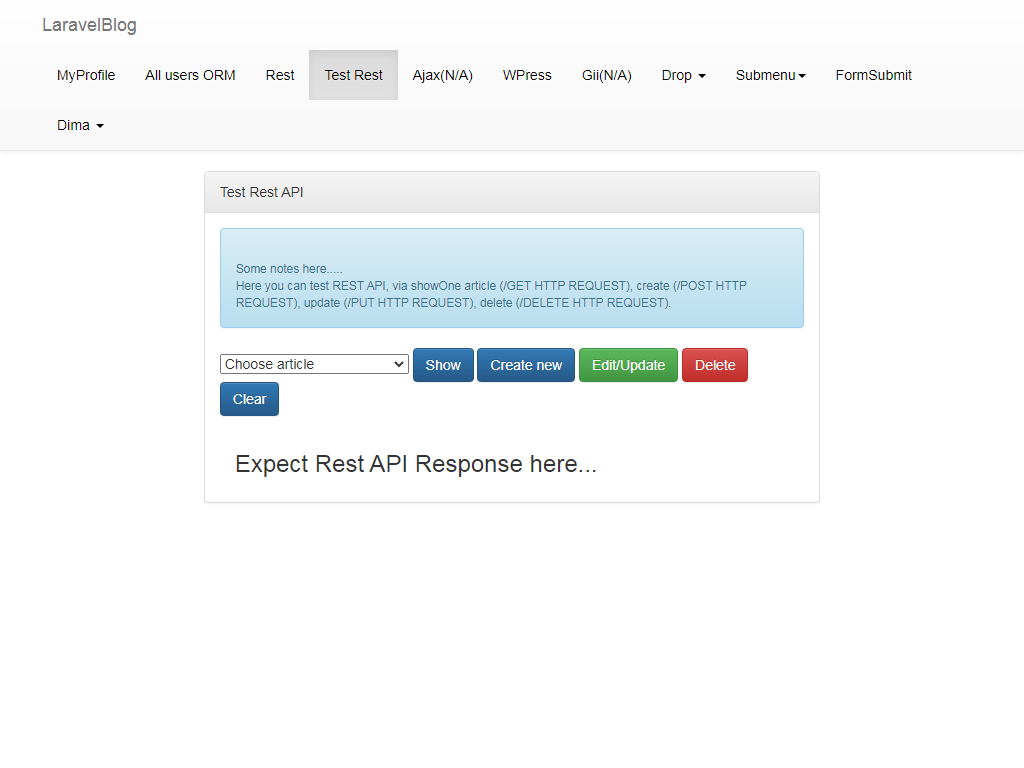 LaravelBlog
MyProfile All users ORM Rest Test Rest Ajax(N/A) WPress Gii(N/A) Drop Submenu FormSubmit
Dima
Test Rest API
Some notes here.....
Here you can test REST API, via showOne article (/GET HTTP REQUEST), create (/POST HTTP
REQUEST), update (/PUT HTTP REQUEST), delete (/DELETE HTTP REQUEST).
Choose article Show Create new Edit/Update Delete
Clear
Expect Rest API Response here...